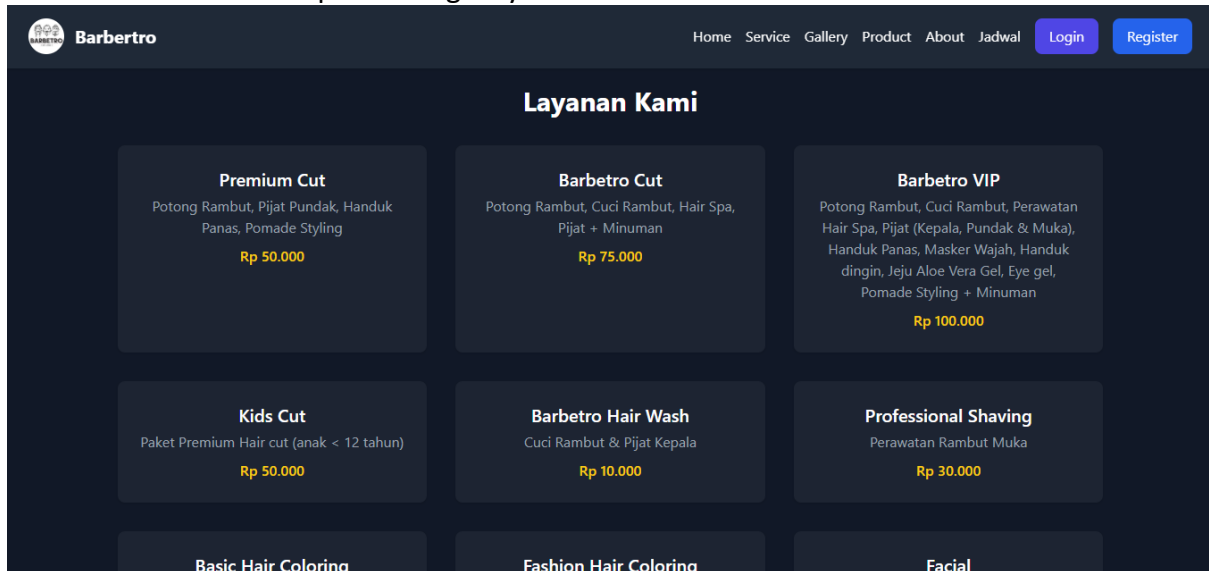 Barbertro
Home Service Gallery Product About Jadwal Login Register
Layanan Kami
Premium Cut
Potong Rambut, Pijat Pundak, Handuk
Panas, Pomade Styling
Rp 50.000
Barbetro Cut
Potong Rambut, Cuci Rambut, Hair Spa,
Pijat + Minuman
Rp 75.000
Barbetro VIP
Potong Rambut, Cuci Rambut, Perawatan
Hair Spa, Pijat (Kepala, Pundak & Muka),
Handuk Panas, Masker Wajah, Handuk
dingin, Jeju Aloe Vera Gel, Eye gel,
Pomade Styling + Minuman
Rp 100.000
Kids Cut
Paket Premium Hair cut (anak < 12 tahun)
Rp 50.000
Barbetro Hair Wash
Cuci Rambut & Pijat Kepala
Rp 10.000
Professional Shaving
Perawatan Rambut Muka
Rp 30.000
Basic Hair Coloring
Fashion Hair Coloring
Facial